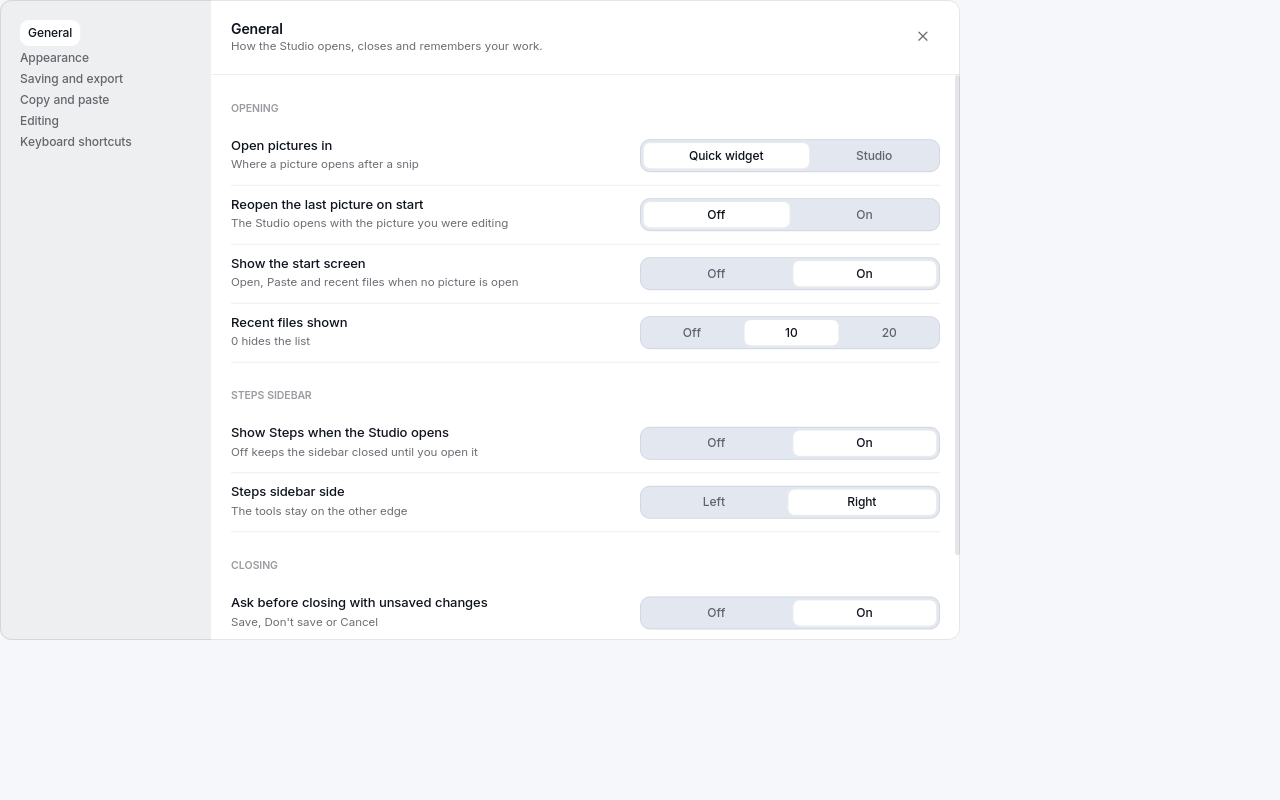 General
Appearance
Saving and export
Copy and paste
Editing
Keyboard shortcuts
General
How the Studio opens, closes and remembers your work.
OPENING
Open pictures in
Where a picture opens after a snip
Quick widget Studio
Reopen the last picture on start
The Studio opens with the picture you were editing
Off On
Show the start screen
Open, Paste and recent files when no picture is open
Off On
Recent files shown
0 hides the list
Off 10 20
STEPS SIDEBAR
Show Steps when the Studio opens
Off keeps the sidebar closed until you open it
Off On
Steps sidebar side
The tools stay on the other edge
Left Right
CLOSING
Ask before closing with unsaved changes
Save, Don't save or Cancel
Off On